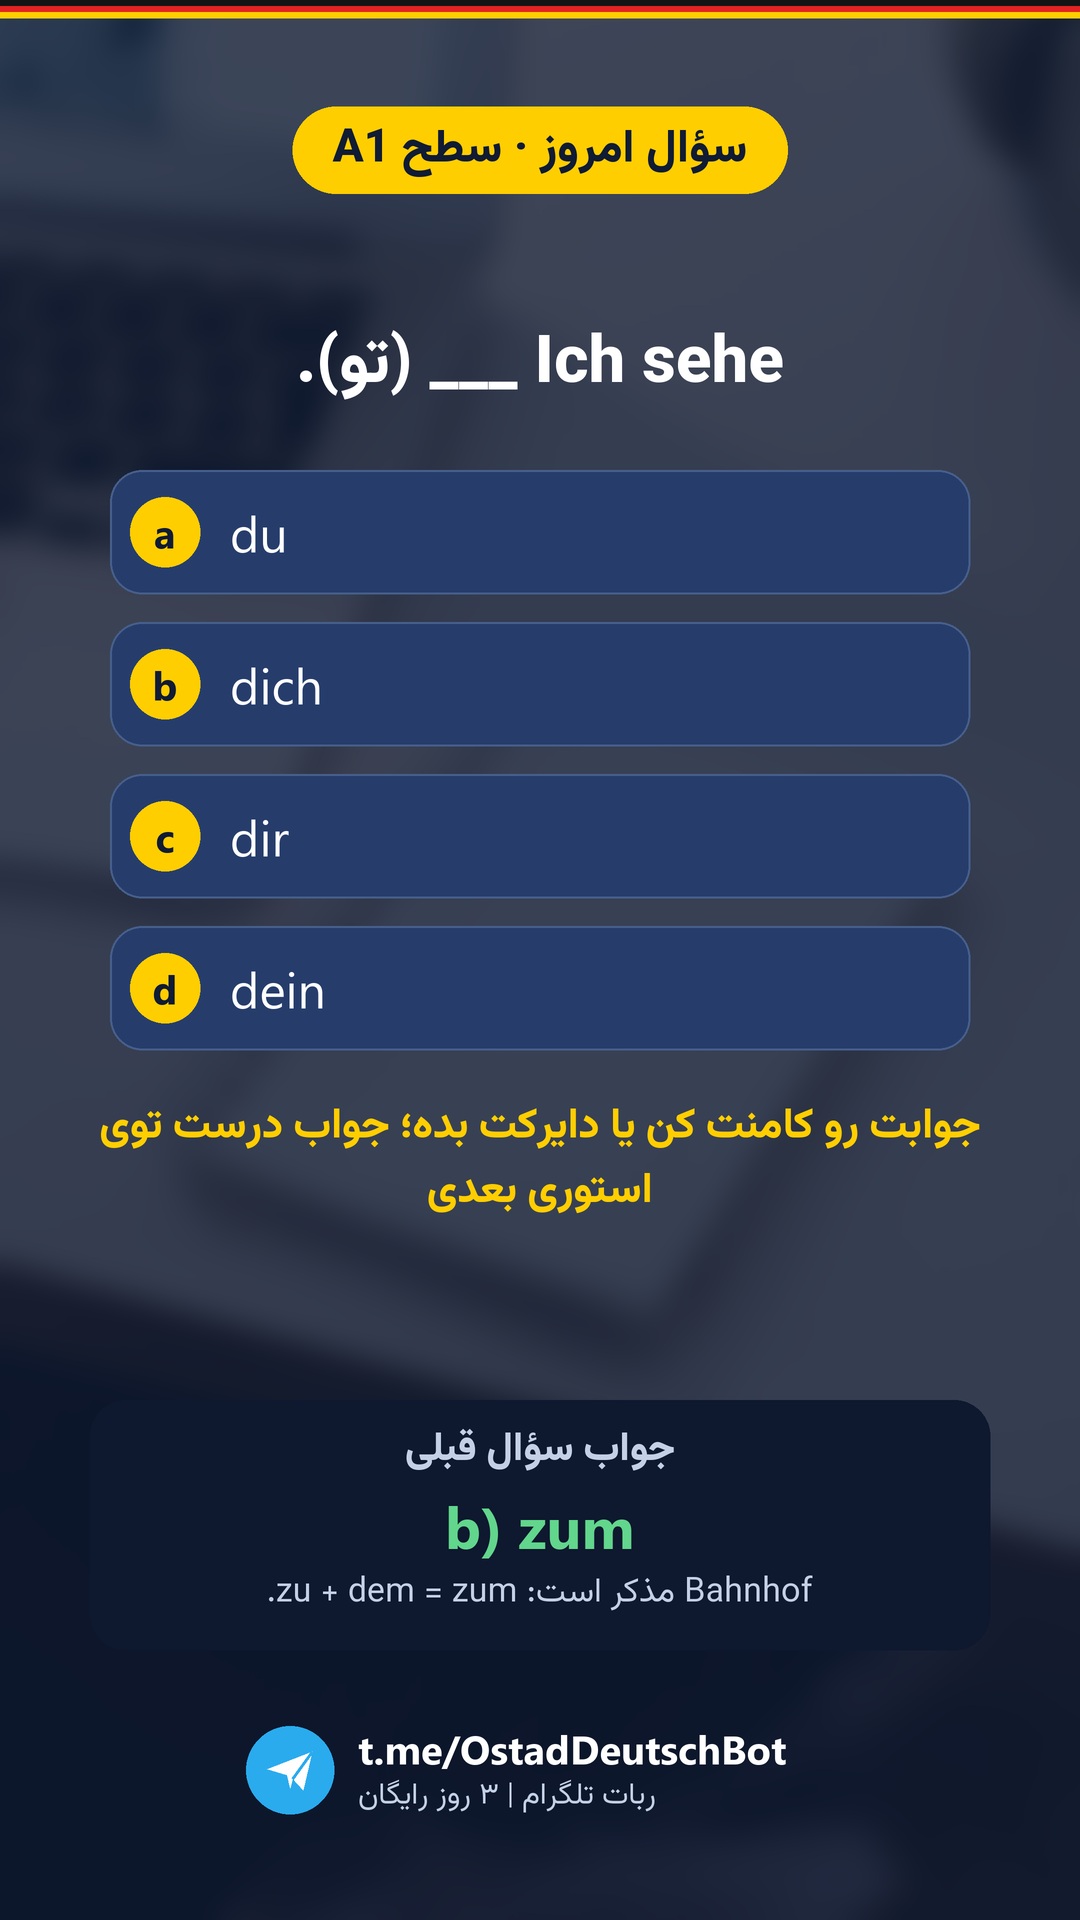 سؤال امروز · سطح A1
Ich sehe ___ (تو).
a du
b dich
c dir
d dein
جوابت رو کامنت کن یا دایرکت بده؛ جواب درست توی
استوری بعدی
جواب سؤال قبلی
b) zum
Bahnhof مذکر است: zu + dem = zum.
t.me/OstadDeutschBot
ربات تلگرام | ۳ روز رایگان